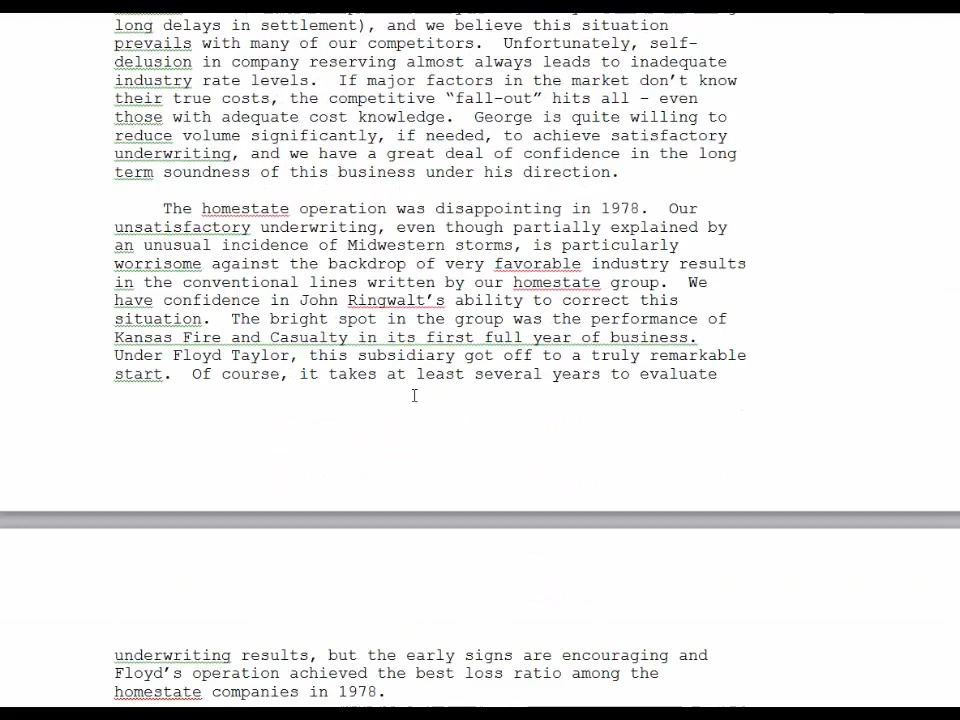 long delays in settlement), and we believe this situation
prevails with many of our competitors.  Unfortunately, self-
delusion in company reserving almost always leads to inadequate
industry rate levels.  If major factors in the market don’t know
their true costs, the competitive “fall-out” hits all – even
those with adequate cost knowledge.  George is quite willing to
reduce volume significantly, if needed, to achieve satisfactory
underwriting, and we have a great deal of confidence in the long
term soundness of this business under his direction.
The homestate operation was disappointing in 1978.  Our
unsatisfactory underwriting, even though partially explained by
an unusual incidence of Midwestern storms, is particularly
worrisome against the backdrop of very favorable industry results
in the conventional lines written by our homestate group.  We
have confidence in John Ringwalt’s ability to correct this
situation.  The bright spot in the group was the performance of
Kansas Fire and Casualty in its first full year of business.
Under Floyd Taylor, this subsidiary got off to a truly remarkable
start.  Of course, it takes at least several years to evaluate
underwriting results, but the early signs are encouraging and
Floyd’s operation achieved the best loss ratio among the
homestate companies in 1978.